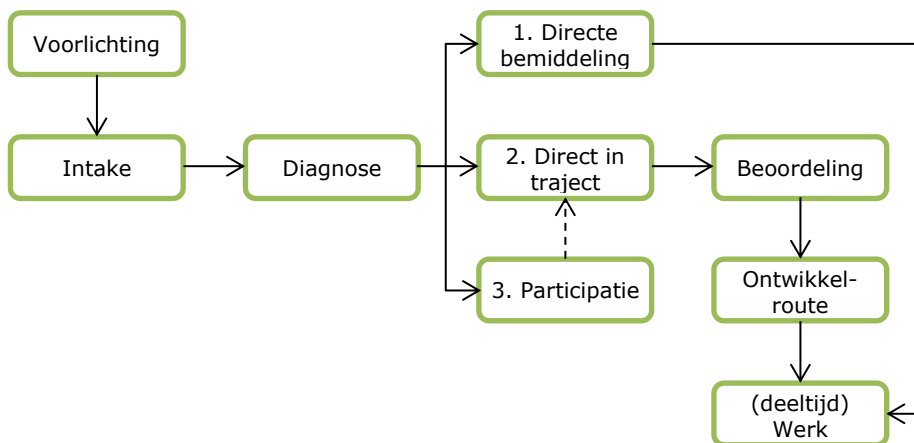 Voorlichting
1. Directe
bemiddeling
Intake
Diagnose
2. Direct in
traject
Beoordeling
3. Participatie
Ontwikkel-
route
(deeltijd)
Werk